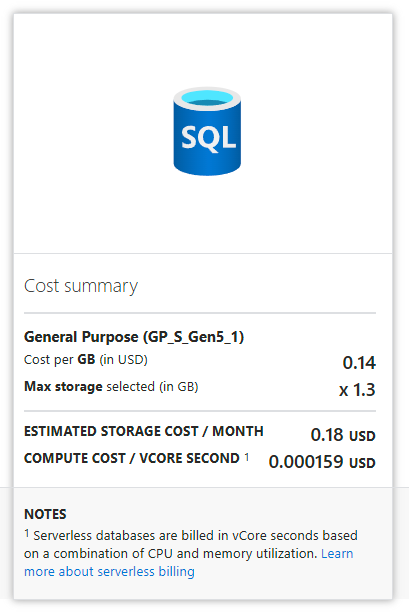 SQL
Cost summary
General Purpose (GP_S_Gen5_1)
Cost per GB (in USD) 0.14
Max storage selected (in GB) x 1.3
ESTIMATED STORAGE COST / MONTH 0.18 USD
COMPUTE COST / VCORE SECOND 1 0.000159 USD
NOTES
1 Serverless databases are billed in vCore seconds based
on a combination of CPU and memory utilization. Learn
more about serverless billing